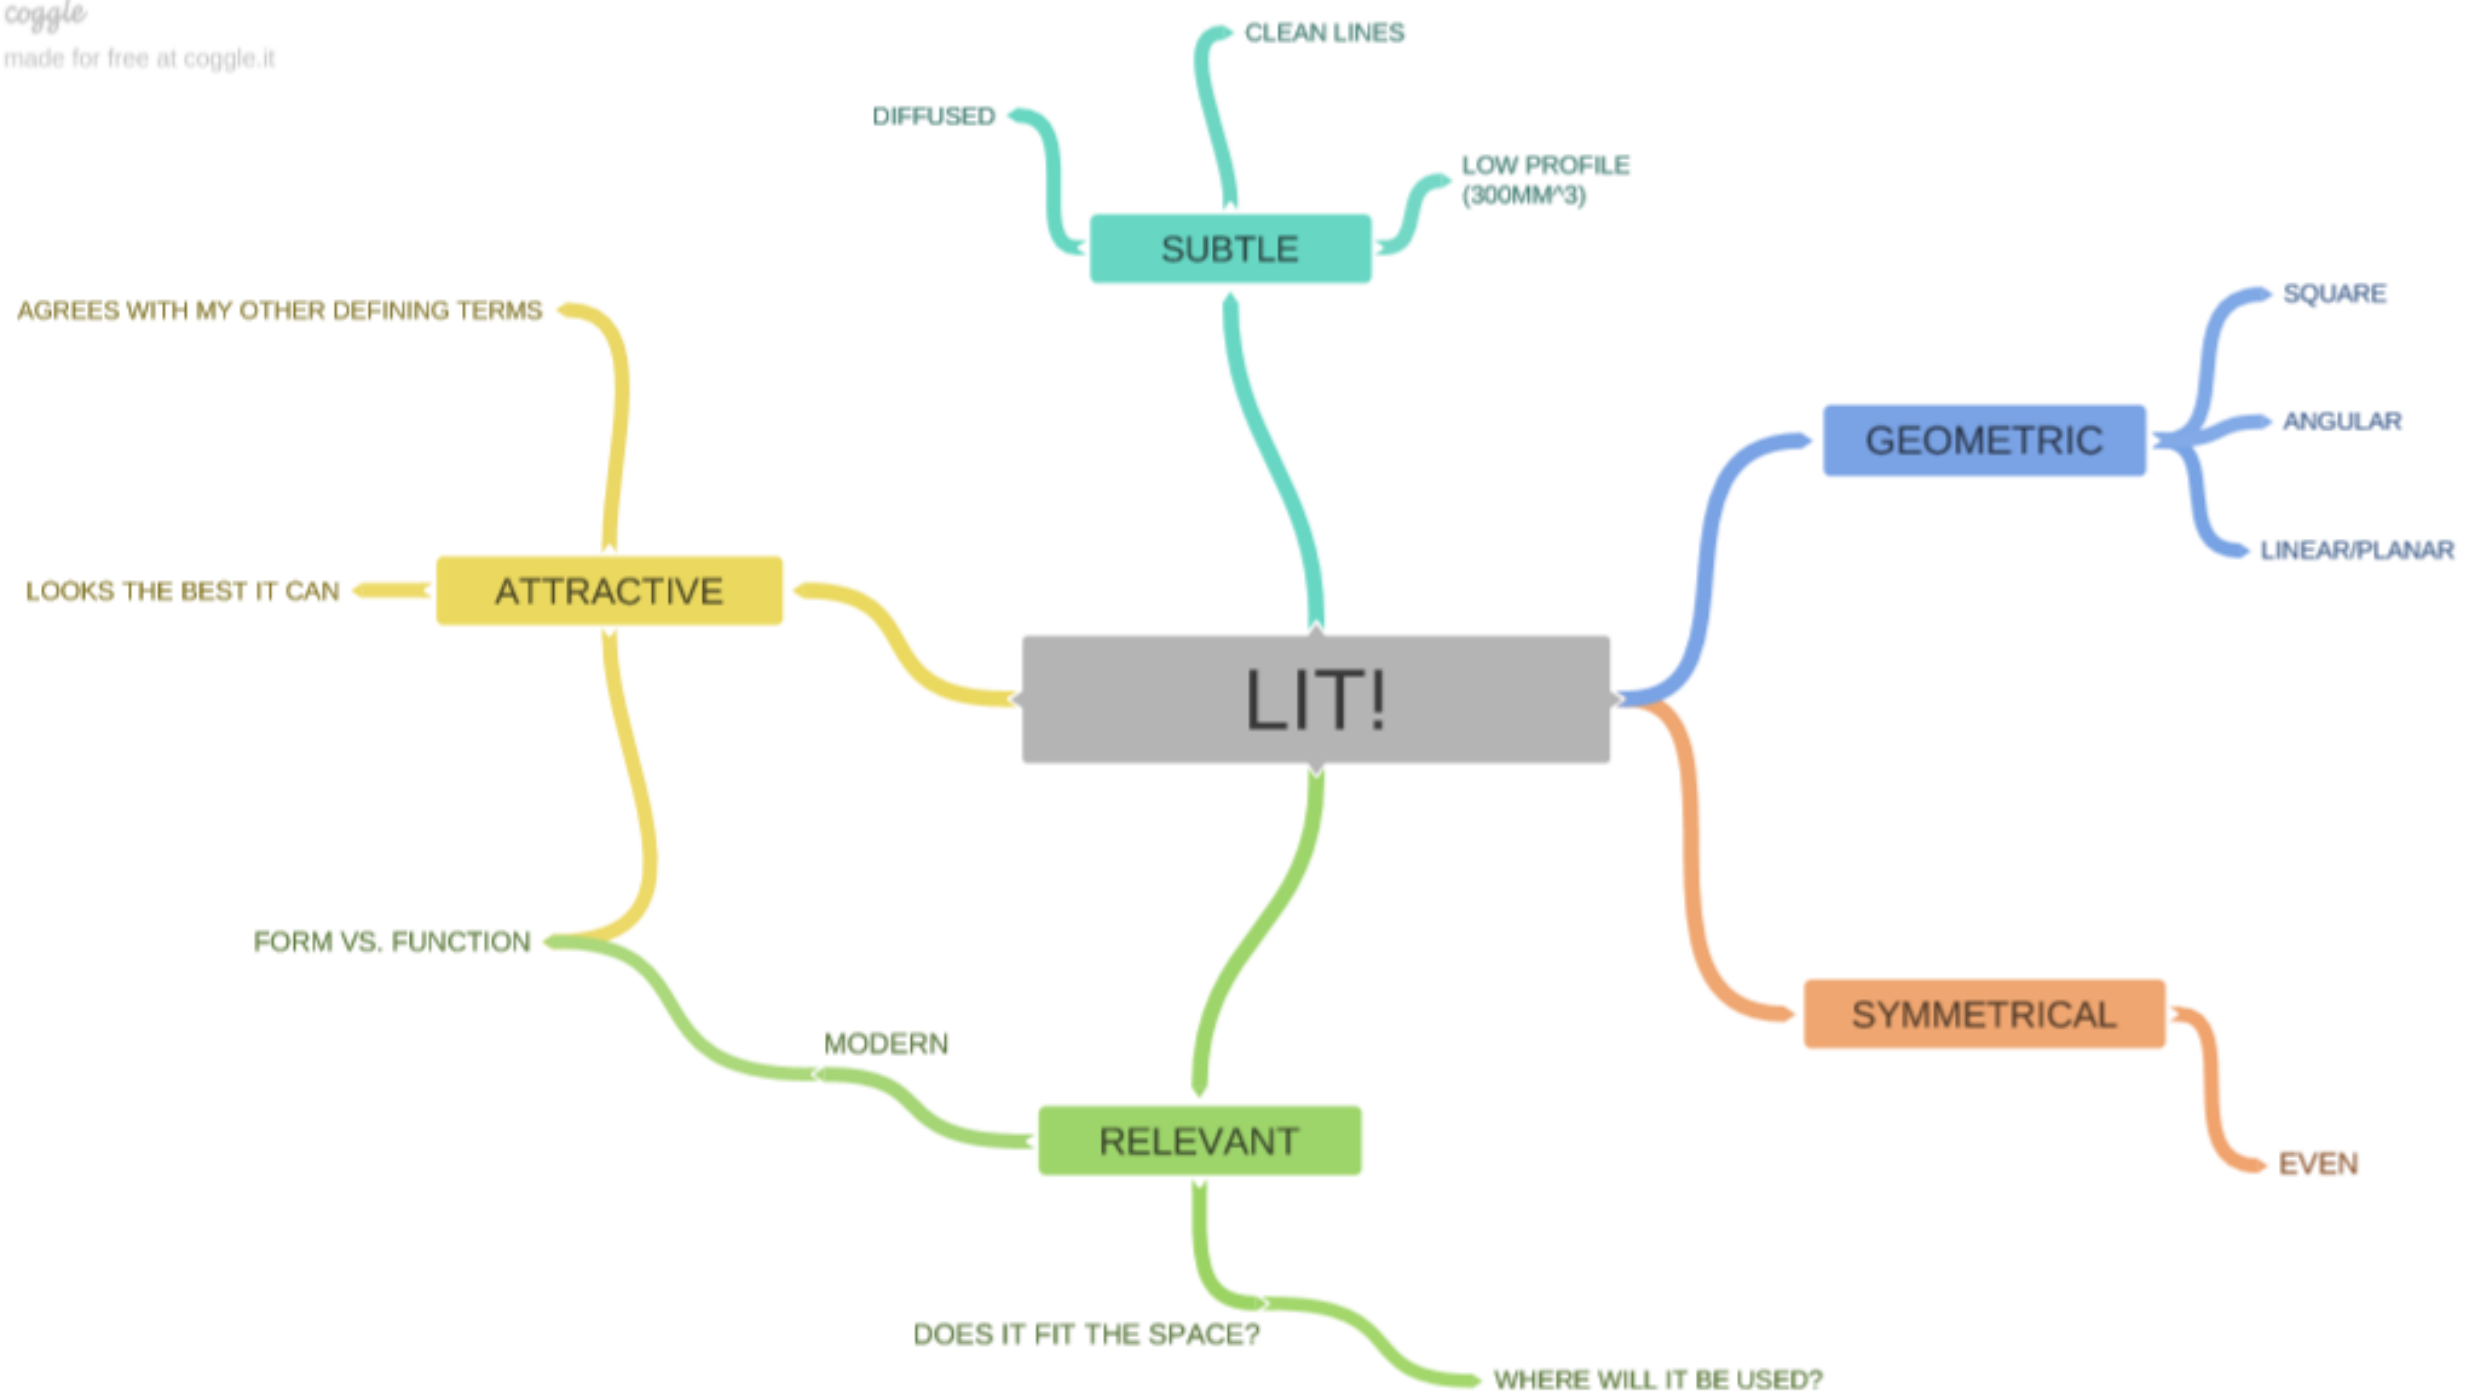 coggle
made for free at coggle.it
CLEAN LINES
DIFFUSED
LOW PROFILE
(300MM^3)
SUBTLE
SQUARE
AGREES WITH MY OTHER DEFINING TERMS
ANGULAR
GEOMETRIC
LINEAR/PLANAR
LOOKS THE BEST IT CAN
ATTRACTIVE
LIT!
FORM VS. FUNCTION
SYMMETRICAL
MODERN
RELEVANT
EVEN
DOES IT FIT THE SPACE?
WHERE WILL IT BE USED?